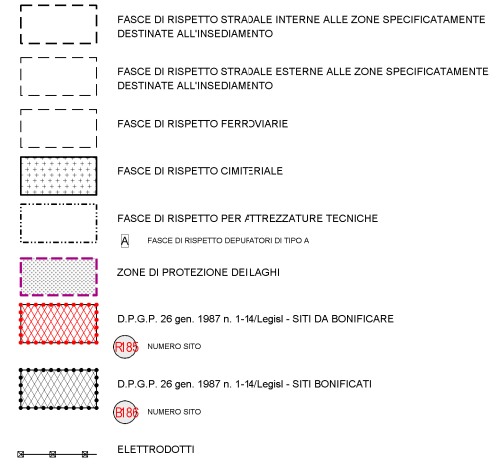 FASCE DI RISPETTO STRADALE INTERNE ALLE ZONE SPECIFICATAMENTE
DESTINATE ALL'INSEDIAMENTO
FASCE DI RISPETTO STRADALE ESTERNE ALLE ZONE SPECIFICATAMENTE
DESTINATE ALL'INSEDIAMENTO
FASCE DI RISPETTO FERROVIARIE
FASCE DI RISPETTO CIMITERIALE
FASCE DI RISPETTO PER ATTREZZATURE TECNICHE
A FASCE DI RISPETTO DEPURATORI DI TIPO A
ZONE DI PROTEZIONE DEI LAGHI
D.P.G.P. 26 gen. 1987 n. 1-14/Legisl - SITI DA BONIFICARE
R185 NUMERO SITO
D.P.G.P. 26 gen. 1987 n. 1-14/Legisl - SITI BONIFICATI
B186 NUMERO SITO
ELETTRODOTTI